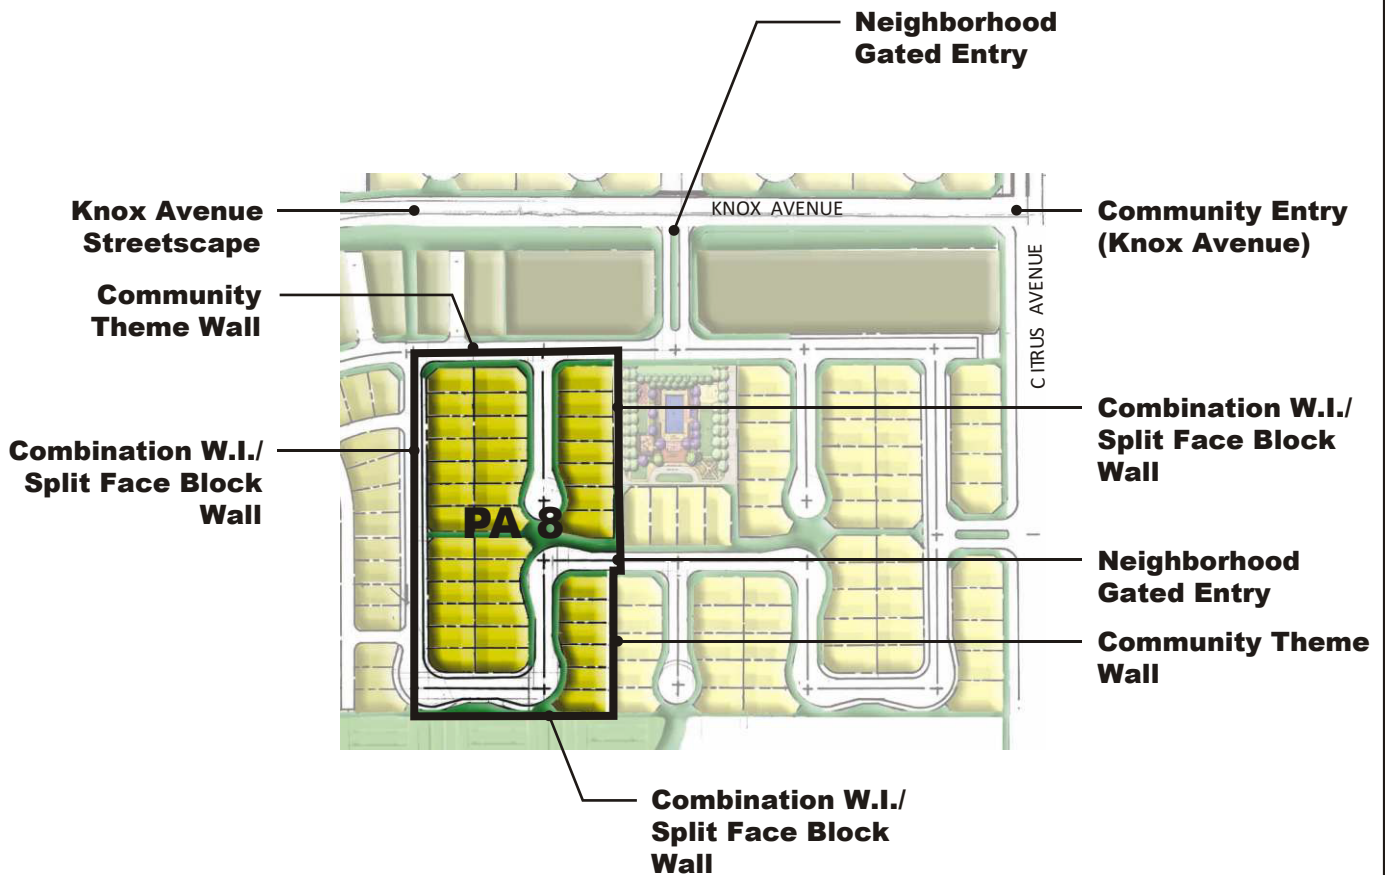 Neighborhood
Gated Entry
Knox Avenue
Streetscape
KNOX AVENUE
Community Entry
(Knox Avenue)
Community
Theme Wall
CITRUS AVENUE
Combination W.I./
Split Face Block
Wall
Combination W.I./
Split Face Block
Wall
PA 8
Neighborhood
Gated Entry
Community Theme
Wall
Combination W.I./
Split Face Block
Wall